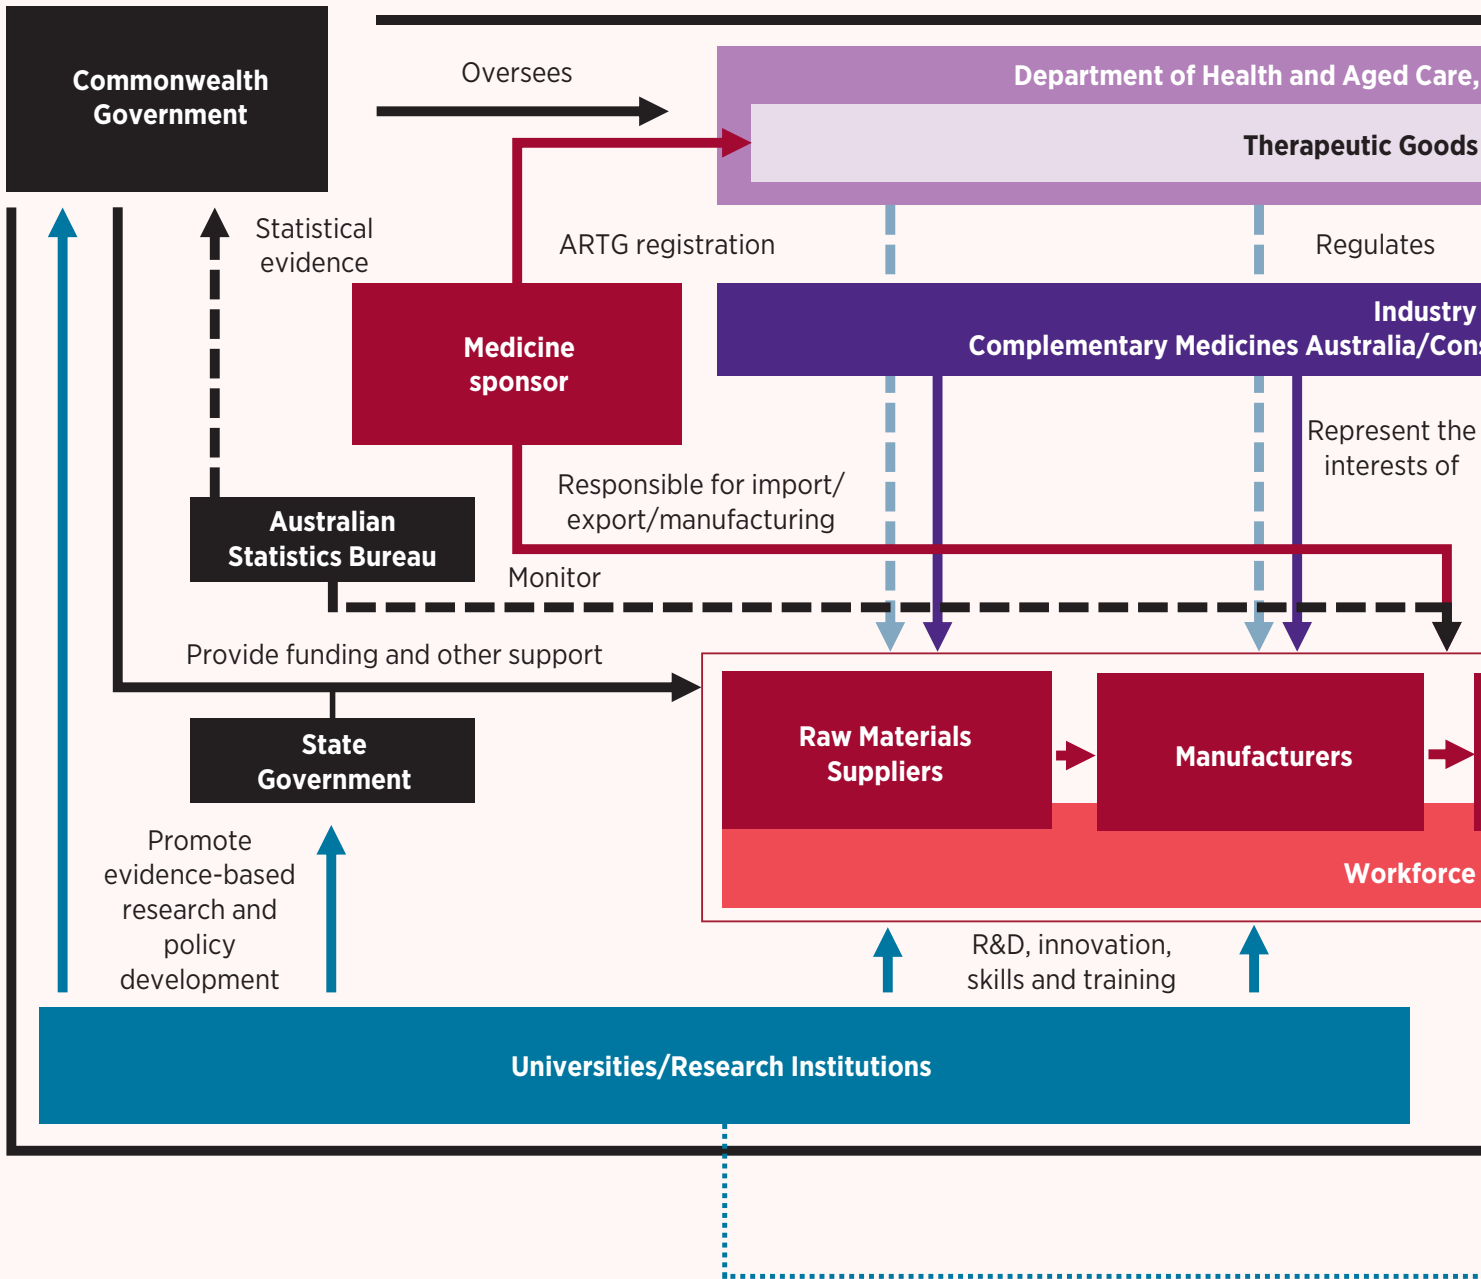 Commonwealth
Government
Oversees
Department of Health and Aged Care,
Therapeutic Goods
Statistical
evidence
ARTG registration
Regulates
Medicine
sponsor
Industry
Complementary Medicines Australia/Cons
Represent the
interests of
Responsible for import/
export/manufacturing
Australian
Statistics Bureau
Monitor
Provide funding and other support
State
Government
Raw Materials
Suppliers
Manufacturers
Workforce
Promote
evidence-based
research and
policy
development
R&D, innovation,
skills and training
Universities/Research Institutions